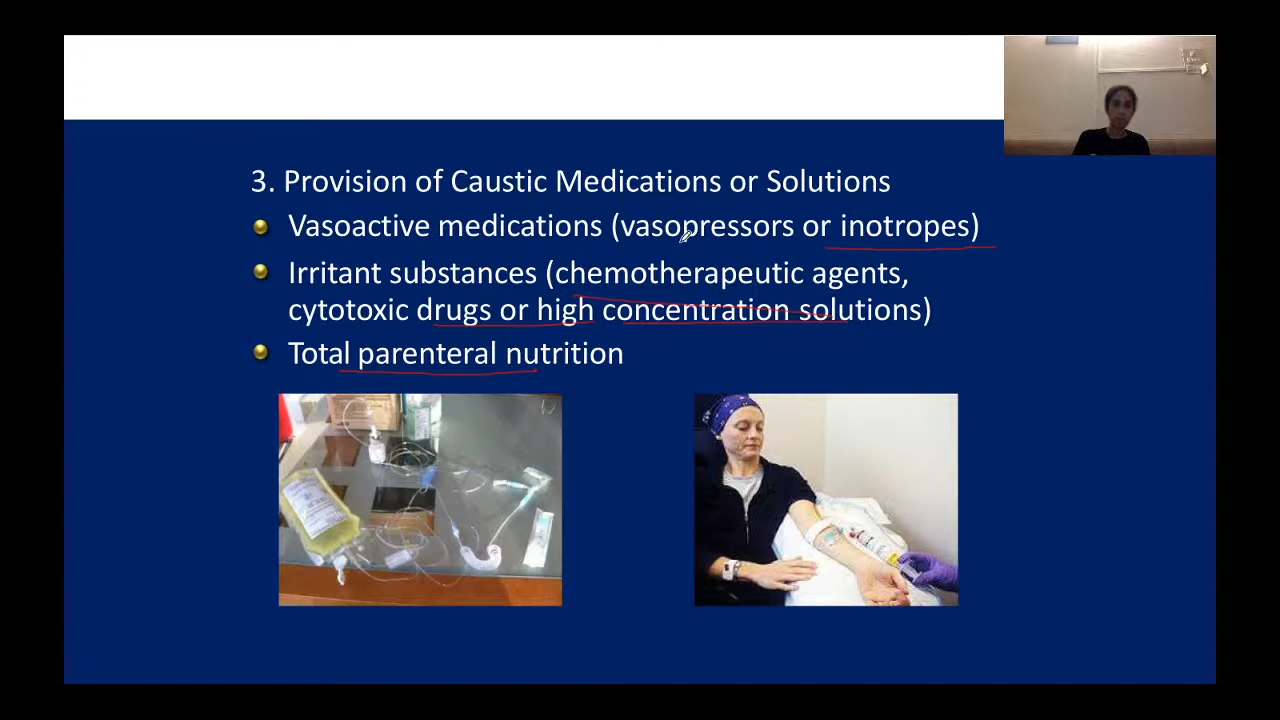 3. Provision of Caustic Medications or Solutions
Vasoactive medications (vasopressors or inotropes)
Irritant substances (chemotherapeutic agents,
cytotoxic drugs or high concentration solutions)
Total parenteral nutrition